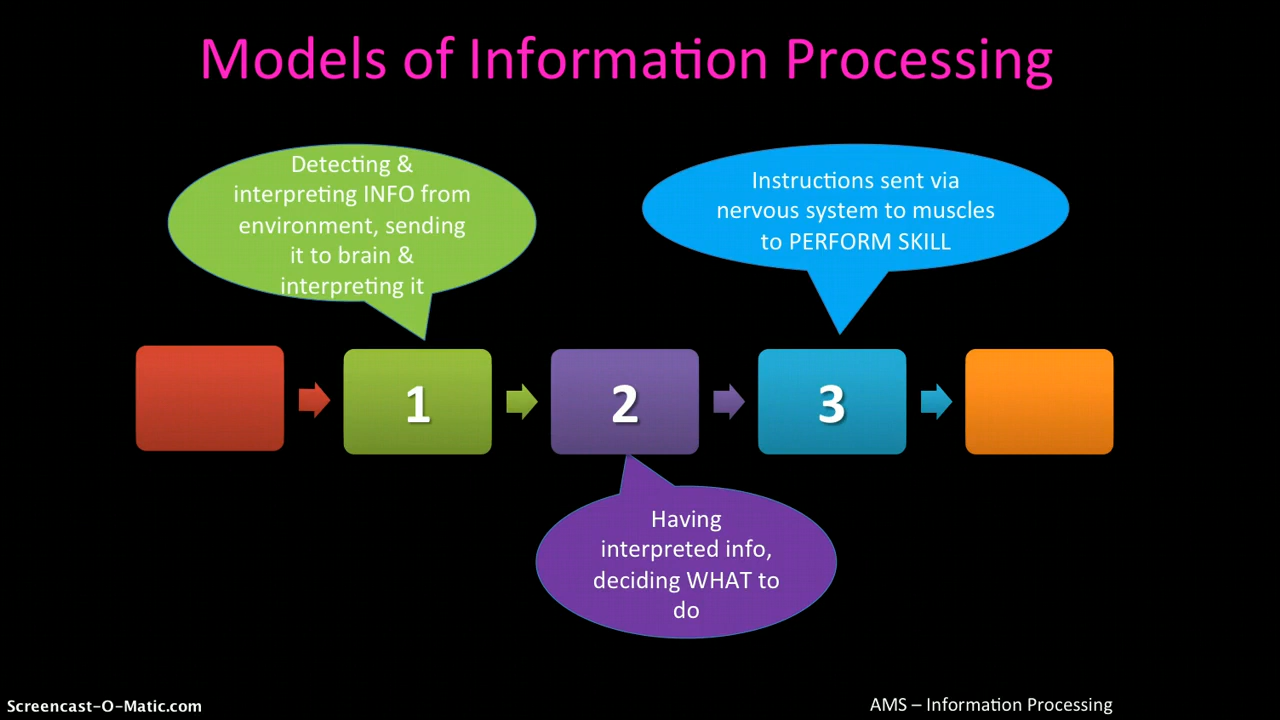 Models of Information Processing
Detecting &
interpreting INFO from
environment, sending
it to brain &
interpreting it
Instructions sent via
nervous system to muscles
to PERFORM SKILL
1
2
3
Having
interpreted info,
deciding WHAT to
do
Screencast-O-Matic.com
AMS – Information Processing